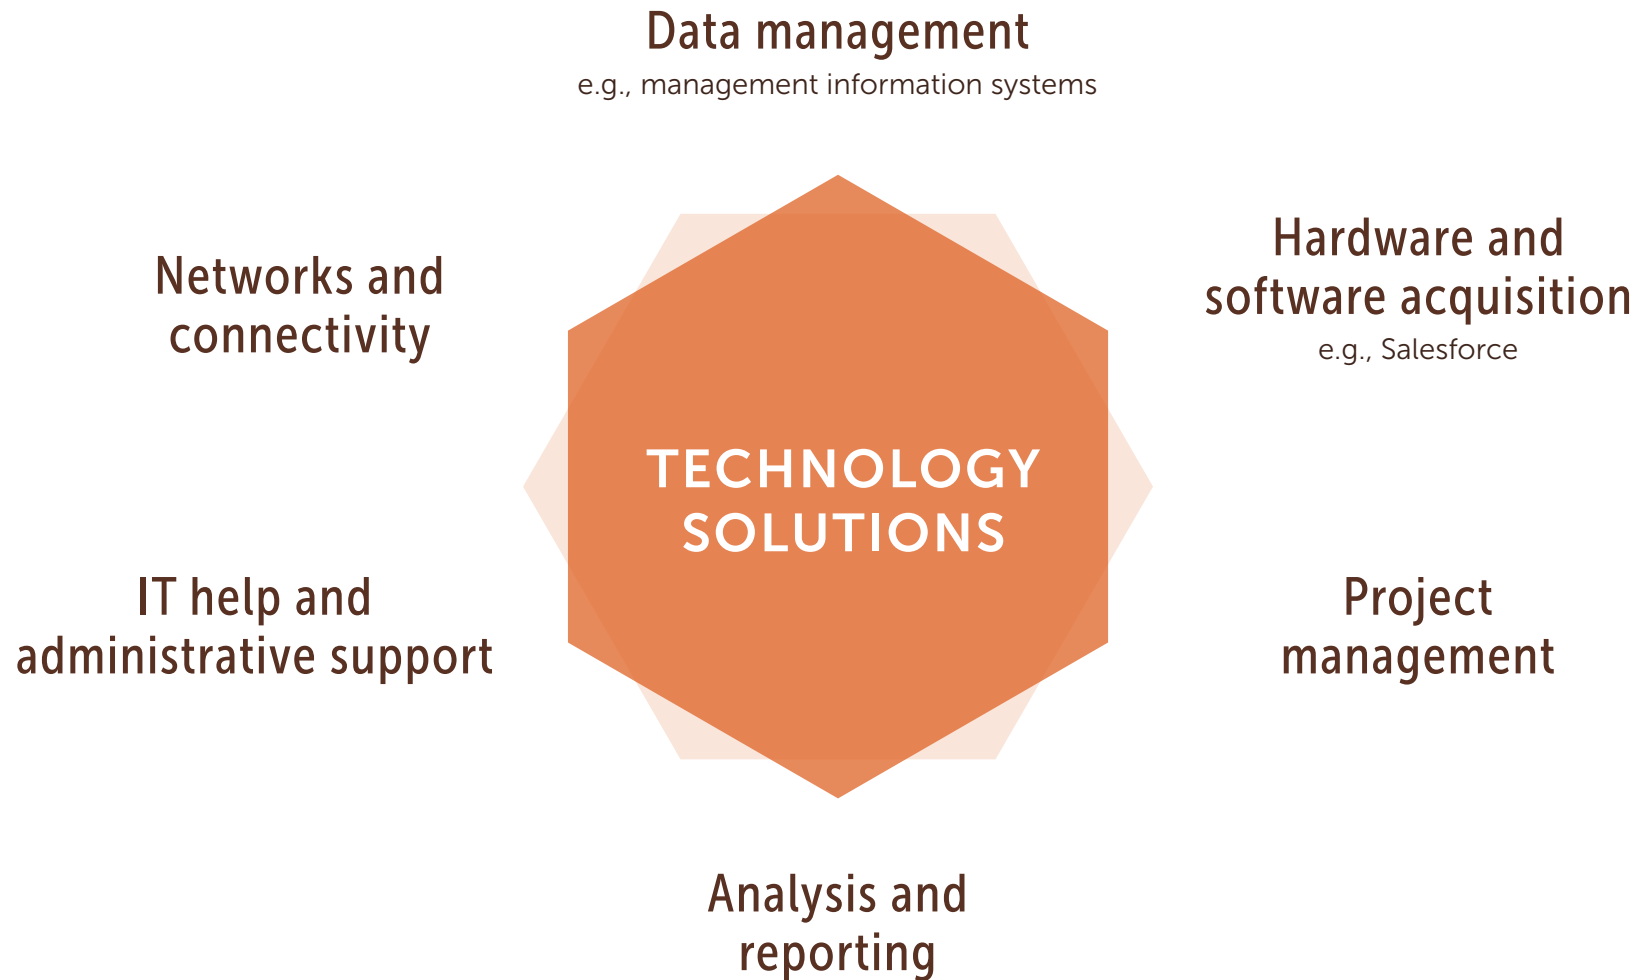 Data management
e.g., management information systems
Hardware and
software acquisition
e.g., Salesforce
Networks and
connectivity
TECHNOLOGY
SOLUTIONS
IT help and
administrative support
Project
management
Analysis and
reporting